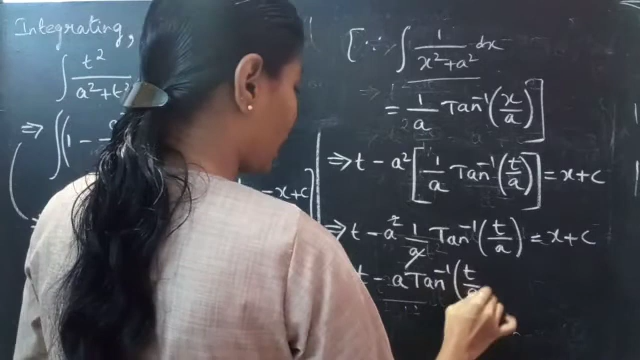 Integrating,
∫ t²/(a²+t²
⇒ ∫(1 −
− x+c
[∵ ∫ 1/(x²+a²) dx
= 1/a Tan⁻¹(x/a)]
⇒ t − a² [1/a Tan⁻¹(t/a)] = x+c
⇒ t − a² 1/a Tan⁻¹(t/a) = x+c
t − a Tan⁻¹(t/a